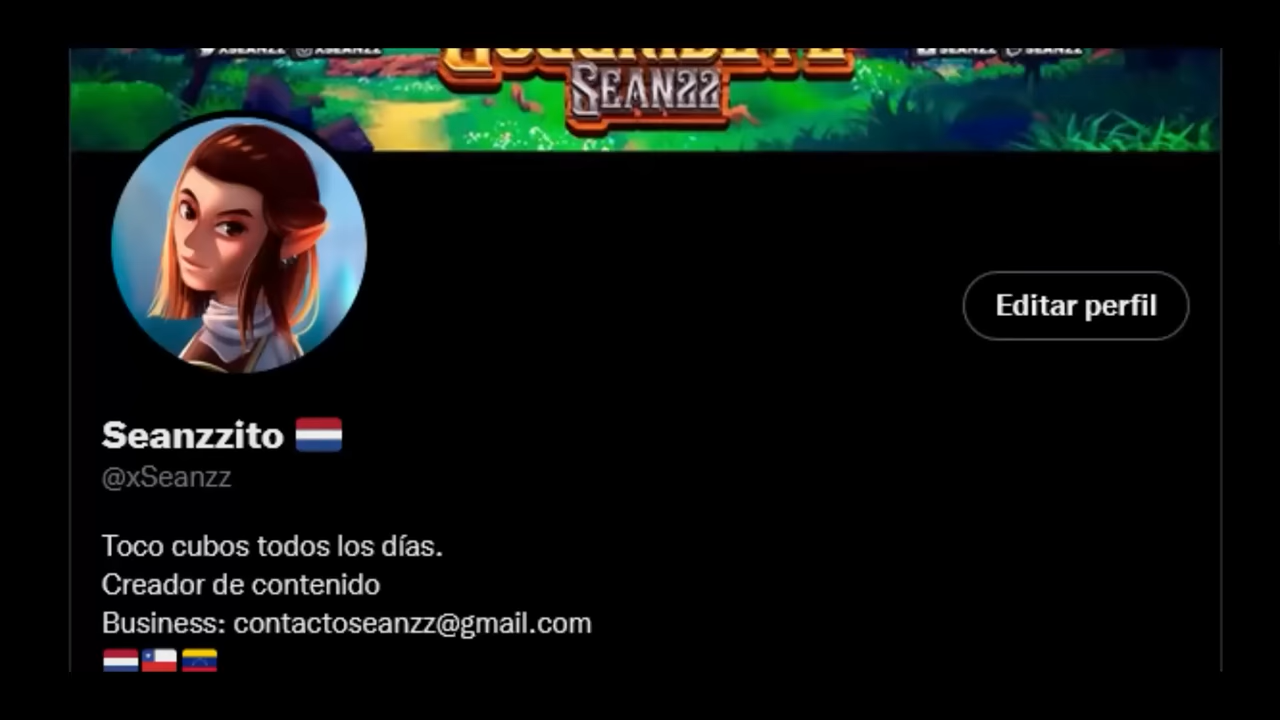 SEANZZ
Editar perfil
Seanzzito
@xSeanzz
Toco cubos todos los días.
Creador de contenido
Business: contactoseanzz@gmail.com